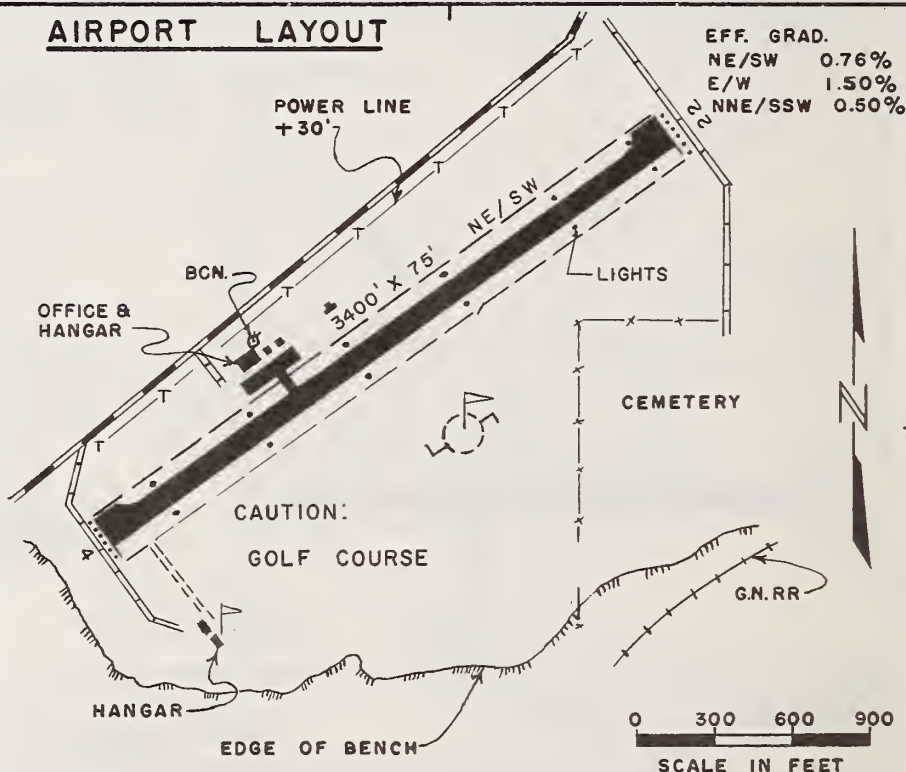 AIRPORT LAYOUT
EFF. GRAD.
NE/SW 0.76%
E/W 1.50%
NNE/SSW 0.50%
POWER LINE
+30'
22
T
T
T
T
T
T
T
T
T
3400' X 75' NE/SW
LIGHTS
BCN.
OFFICE &
HANGAR
CEMETERY
N
CAUTION:
GOLF COURSE
4
G.N. RR
HANGAR
EDGE OF BENCH
0 300 600 900
SCALE IN FEET